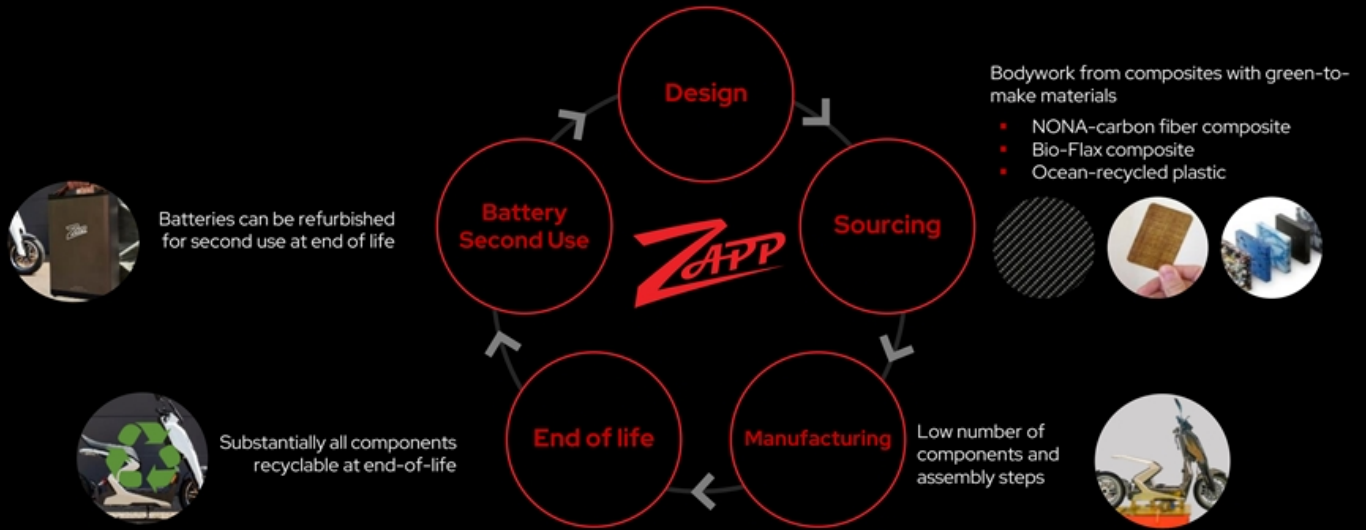 Design
Bodywork from composites with green-to-
make materials
▪ NONA-carbon fiber composite
▪ Bio-Flax composite
▪ Ocean-recycled plastic
Battery
Second Use
Sourcing
ZAPP
Batteries can be refurbished
for second use at end of life
End of life
Manufacturing
Low number of
components and
assembly steps
Substantially all components
recyclable at end-of-life